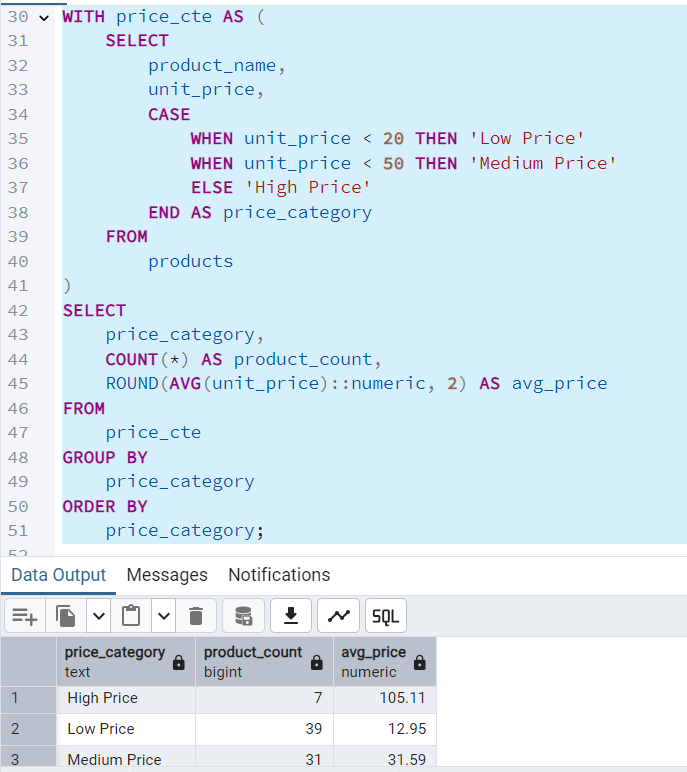 30 WITH price_cte AS (
31 SELECT
32 product_name,
33 unit_price,
34 CASE
35 WHEN unit_price < 20 THEN 'Low Price'
36 WHEN unit_price < 50 THEN 'Medium Price'
37 ELSE 'High Price'
38 END AS price_category
39 FROM
40 products
41 )
42 SELECT
43 price_category,
44 COUNT(*) AS product_count,
45 ROUND(AVG(unit_price)::numeric, 2) AS avg_price
46 FROM
47 price_cte
48 GROUP BY
49 price_category
50 ORDER BY
51 price_category;
52
Data Output Messages Notifications
SQL
price_category product_count avg_price
text bigint numeric
1 High Price 7 105.11
2 Low Price 39 12.95
3 Medium Price 31 31.59